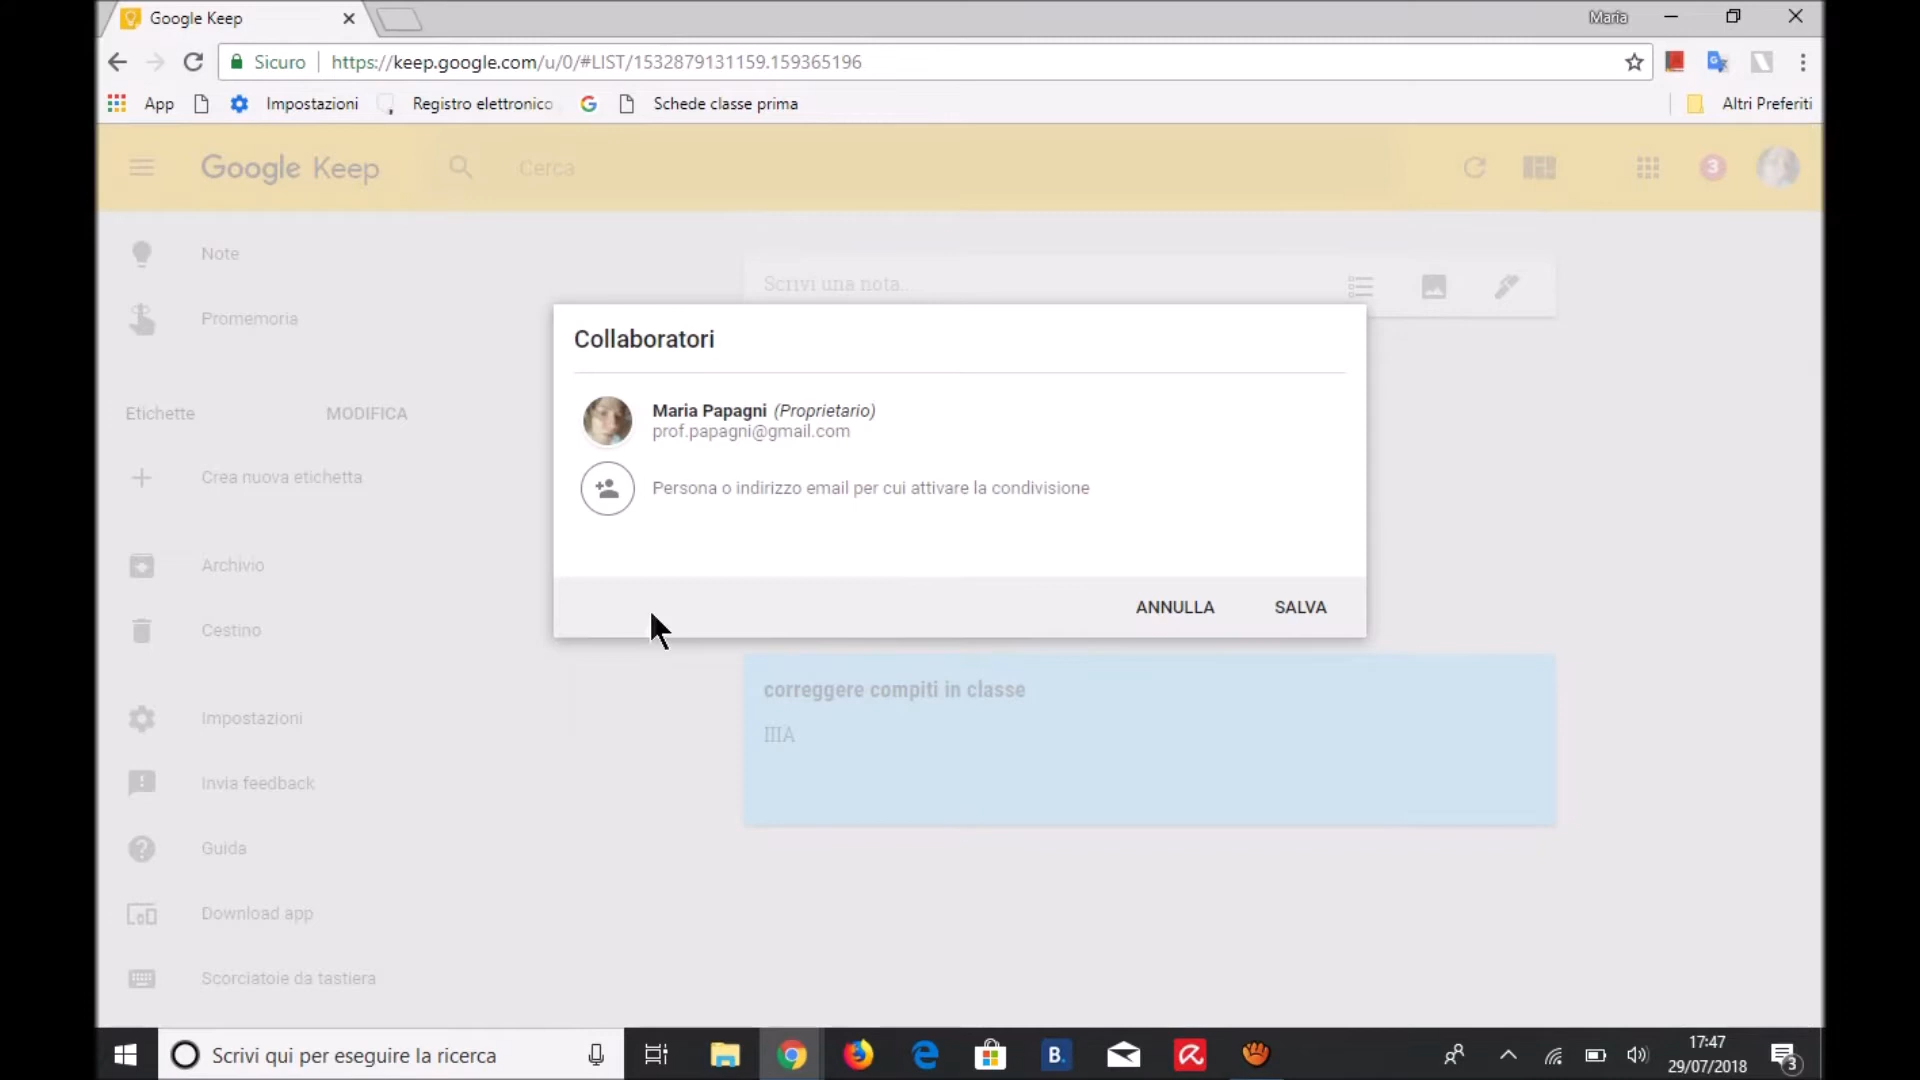 Google Keep
Maria
Sicuro
https://keep.google.com/u/0/#LIST/1532879131159.159365196
App
Impostazioni
Registro elettronico
Schede classe prima
Altri Preferiti
Google Keep
Cerca
3
Note
Scrivi una nota...
Promemoria
Collaboratori
Etichette
MODIFICA
Maria Papagni (Proprietario)
prof.papagni@gmail.com
Crea nuova etichetta
Persona o indirizzo email per cui attivare la condivisione
Archivio
ANNULLA
SALVA
Cestino
correggere compiti in classe
IIIA
Impostazioni
Invia feedback
Guida
Download app
Scorciatoie da tastiera
Scrivi qui per eseguire la ricerca
B.
17:47
29/07/2018
3